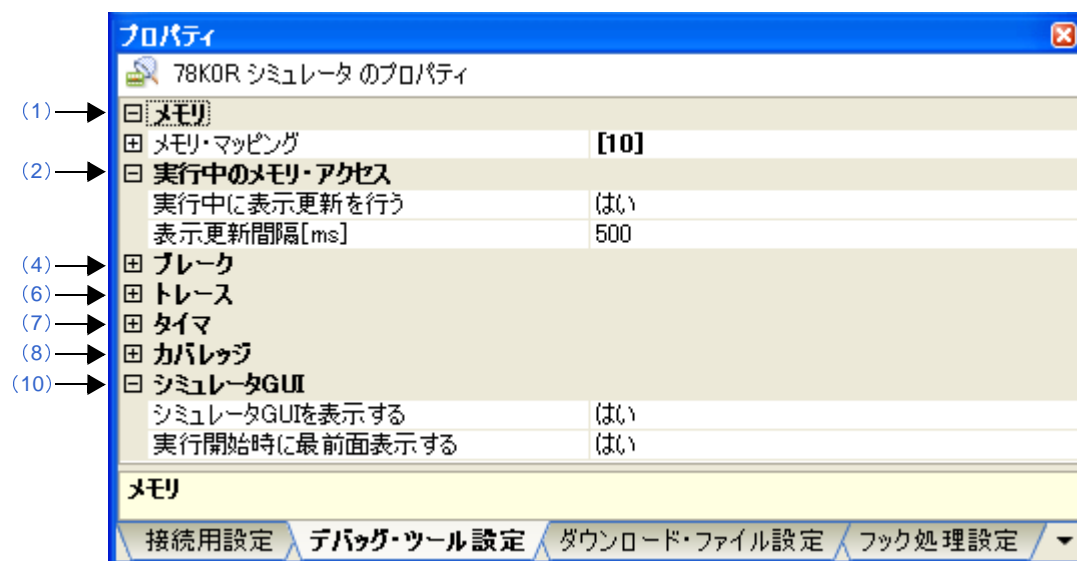 プロパティ
78K0R シミュレータ のプロパティ
(1) メモリ
メモリ・マッピング [10]
(2) 実行中のメモリ・アクセス
実行中に表示更新を行う はい
表示更新間隔[ms] 500
(4) ブレーク
(6) トレース
(7) タイマ
(8) カバレッジ
(10) シミュレータGUI
シミュレータGUIを表示する はい
実行開始時に最前面表示する はい
メモリ
接続用設定 デバッグ・ツール設定 ダウンロード・ファイル設定 フック処理設定